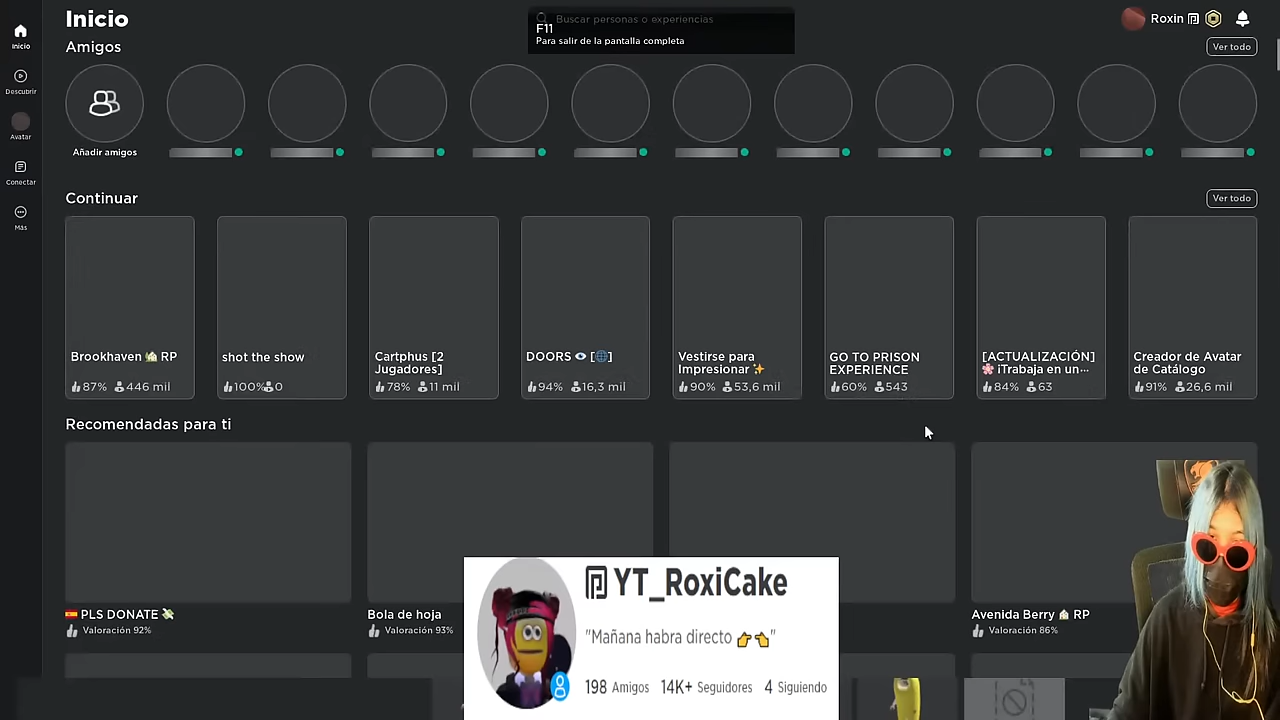 Inicio
Buscar personas o experiencias
F11
Para salir de la pantalla completa
Roxin
Inicio
Descubrir
Avatar
Conectar
Más
Amigos
Ver todo
Añadir amigos
Continuar
Ver todo
Brookhaven 🏡 RP
87% 446 mil
shot the show
100% 0
Cartphus [2
Jugadores]
78% 11 mil
DOORS 👁 [🌐]
94% 16,3 mil
Vestirse para
Impresionar ✨
90% 53,6 mil
GO TO PRISON
EXPERIENCE
60% 543
[ACTUALIZACIÓN]
🌸 ¡Trabaja en un...
84% 63
Creador de Avatar
de Catálogo
91% 26,6 mil
Recomendadas para ti
🇪🇸 PLS DONATE 💸
Valoración 92%
Bola de hoja
Valoración 93%
Avenida Berry 🏠 RP
Valoración 86%
YT_RoxiCake
"Mañana habra directo 👉👈"
198 Amigos 14K+ Seguidores 4 Siguiendo